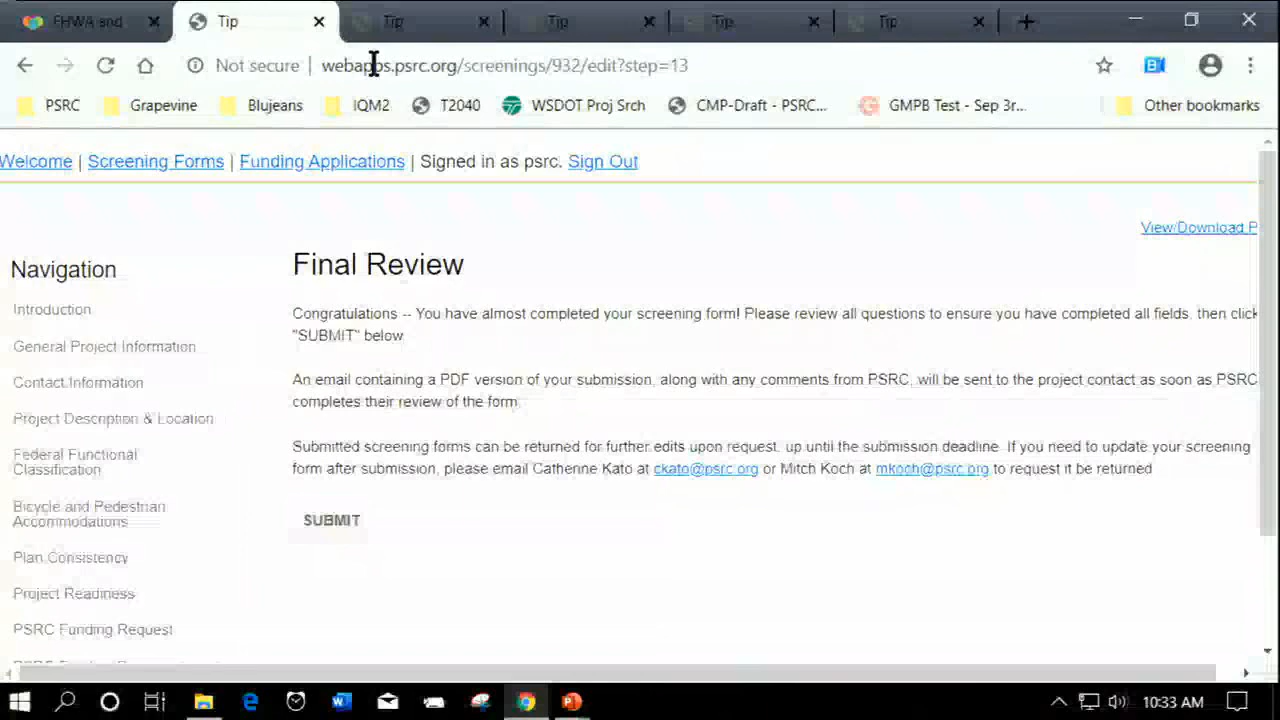 FHWA and
Tip
Tip
Tip
Tip
Tip
Not secure | webapps.psrc.org/screenings/932/edit?step=13
PSRC
Grapevine
Blujeans
IQM2
T2040
WSDOT Proj Srch
CMP-Draft - PSRC...
GMPB Test - Sep 3r...
Other bookmarks
Welcome | Screening Forms | Funding Applications | Signed in as psrc. Sign Out
View/Download P
Navigation
Introduction
General Project Information
Contact Information
Project Description & Location
Federal Functional
Classification
Bicycle and Pedestrian
Accommodations
Plan Consistency
Project Readiness
PSRC Funding Request
Final Review
Congratulations -- You have almost completed your screening form! Please review all questions to ensure you have completed all fields, then click
"SUBMIT" below
An email containing a PDF version of your submission, along with any comments from PSRC, will be sent to the project contact as soon as PSRC
completes their review of the form.
Submitted screening forms can be returned for further edits upon request, up until the submission deadline. If you need to update your screening
form after submission, please email Catherine Kato at ckato@psrc.org or Mitch Koch at mkoch@psrc.org to request it be returned
SUBMIT
10:33 AM